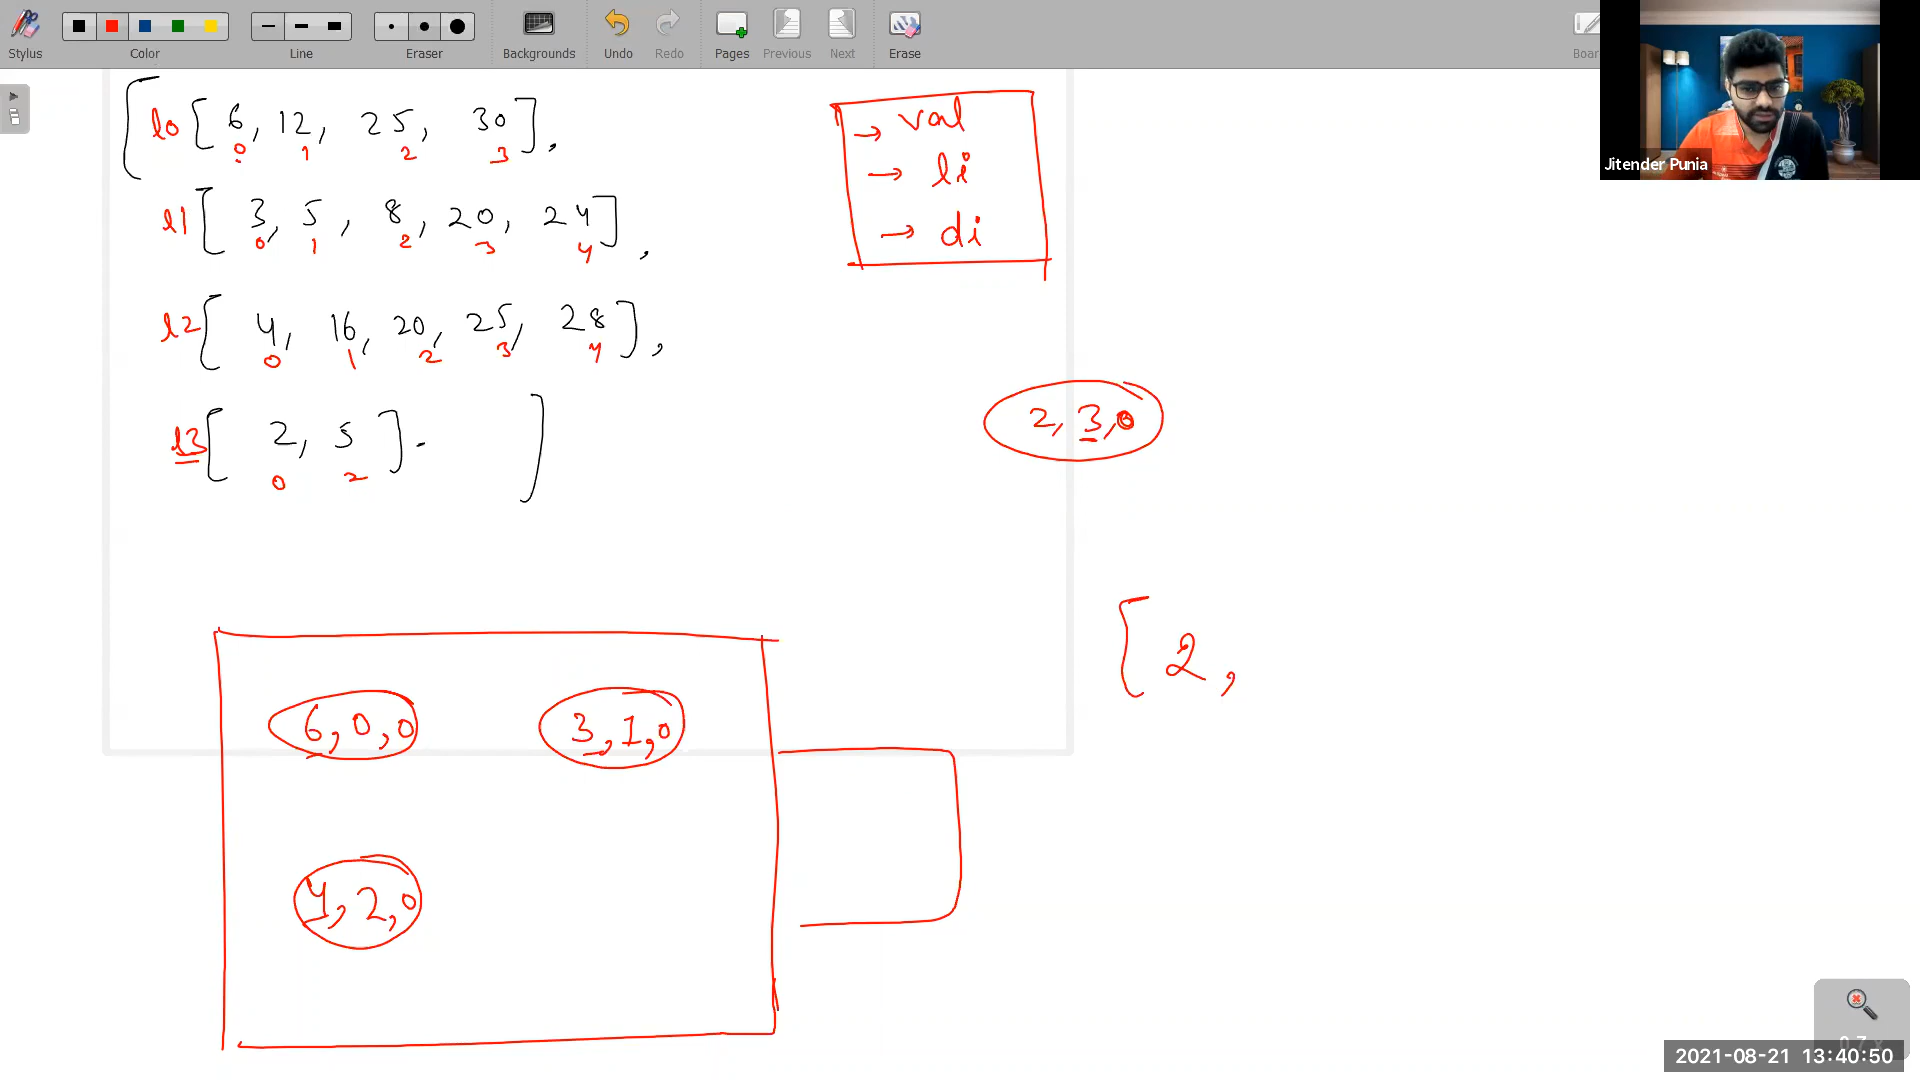 Stylus Color Line Eraser Backgrounds Undo Redo Pages Previous Next Erase
Jitender Punia
l0 [ 6, 12, 25, 30 ],
0 1 2 3
l1 [ 3, 5, 8, 20, 24 ],
0 1 2 3 4
l2 [ 4, 16, 20, 25, 28 ],
0 1 2 3 4
l3 [ 2, 5 ]. ]
0 2
→ val
→ li
→ di
2, 3, 0
[ 2,
6, 0, 0
3, 1, 0
4, 2, 0
2021-08-21 13:40:50